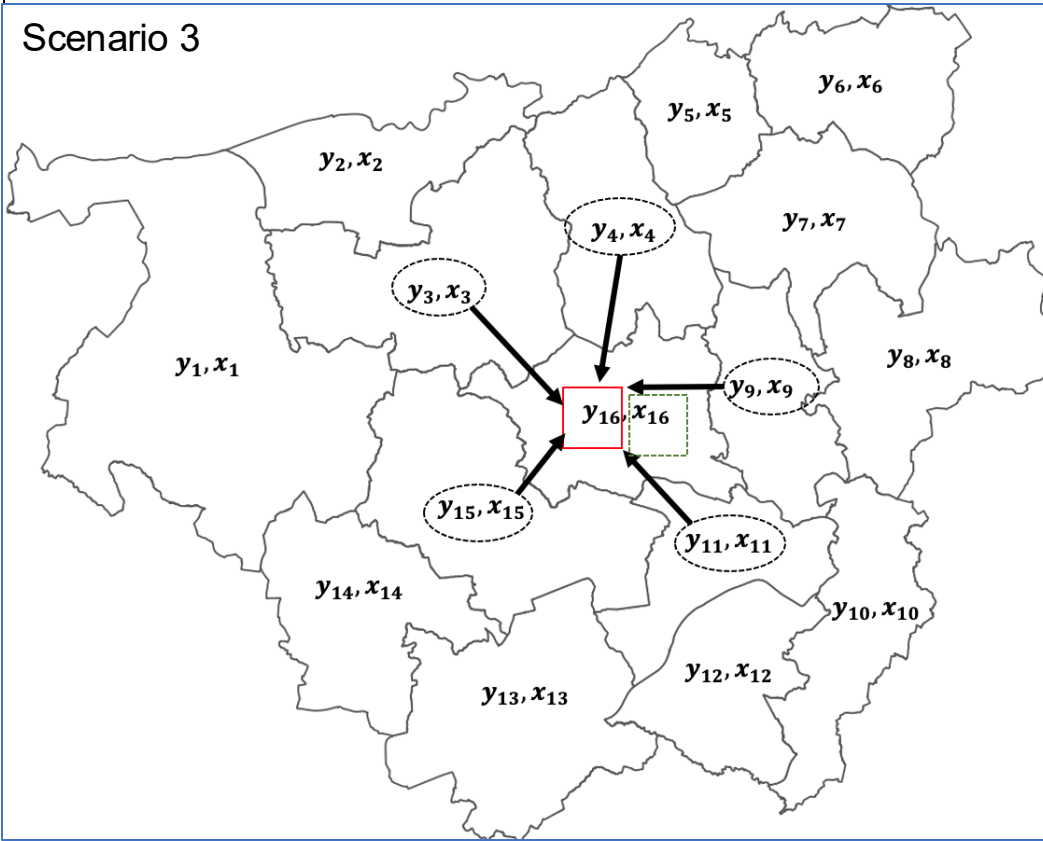 Scenario 3
y₆, x₆
y₅, x₅
y₂, x₂
y₇, x₇
y₄, x₄
y₃, x₃
y₁, x₁
y₈, x₈
y₉, x₉
y₁₆, x₁₆
y₁₅, x₁₅
y₁₁, x₁₁
y₁₄, x₁₄
y₁₀, x₁₀
y₁₂, x₁₂
y₁₃, x₁₃